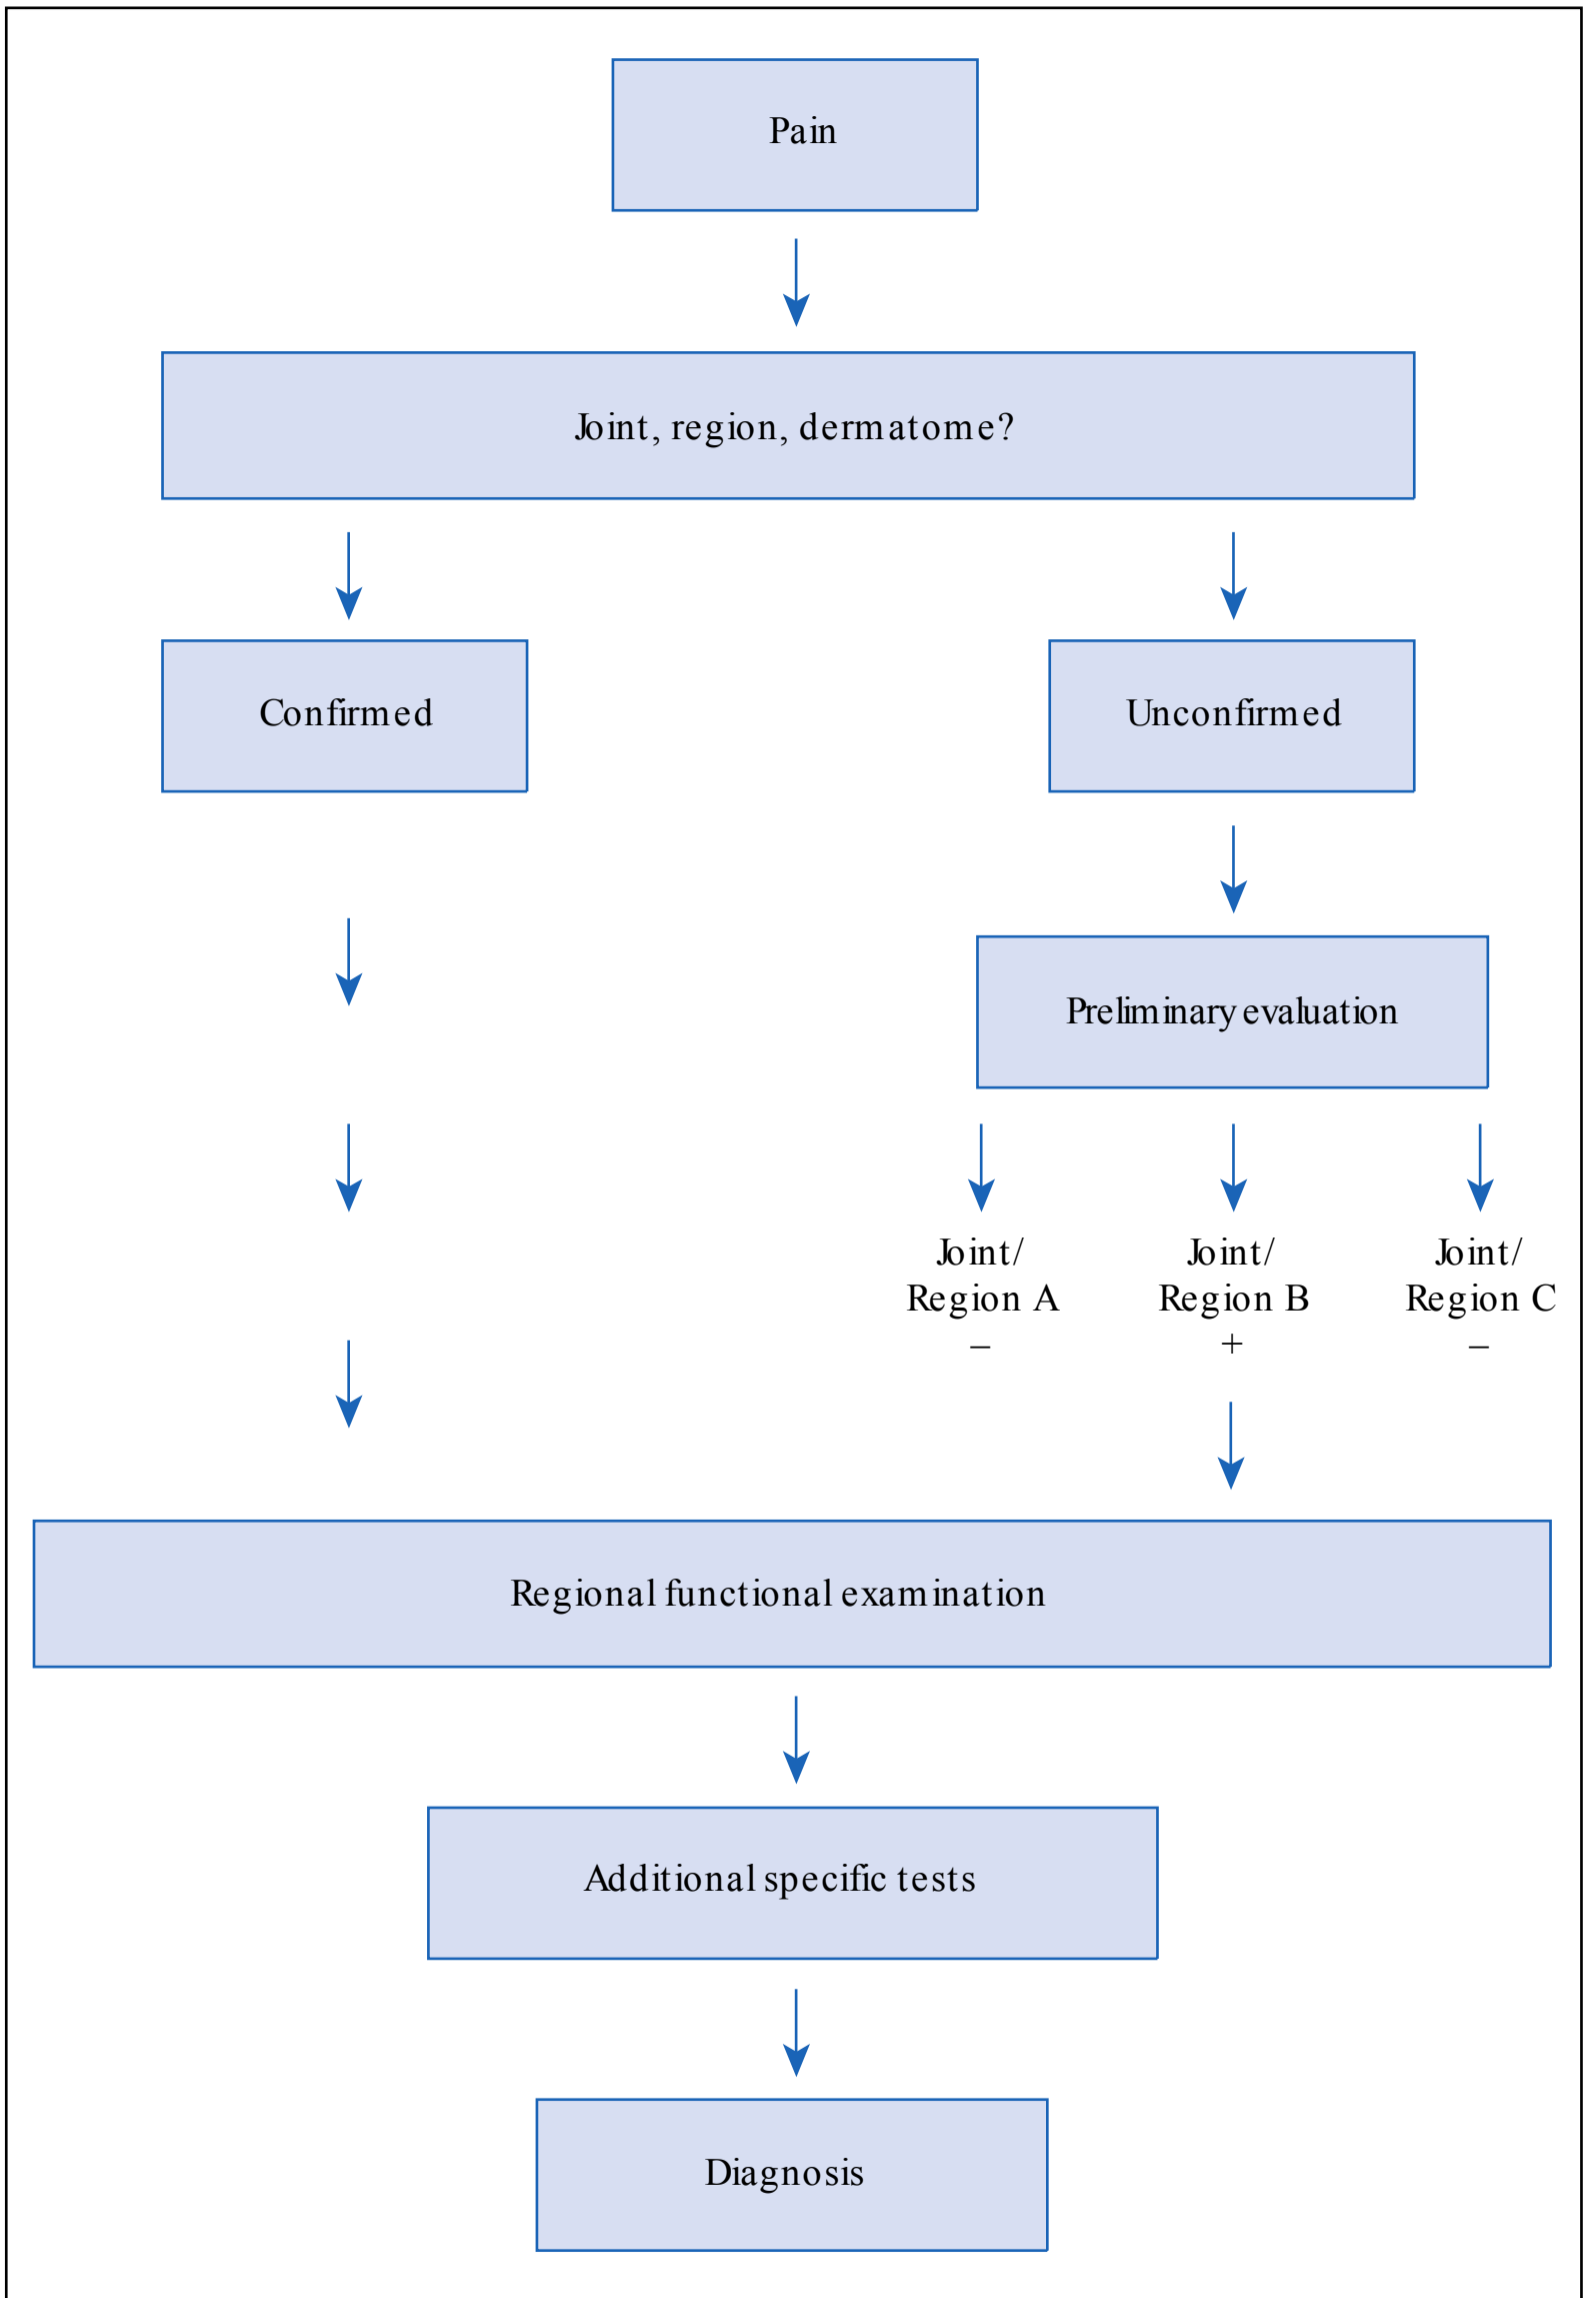 Pain
Joint, region, dermatome?
Confirmed
Unconfirmed
Preliminary evaluation
Joint/
Region A
–
Joint/
Region B
+
Joint/
Region C
–
Regional functional examination
Additional specific tests
Diagnosis